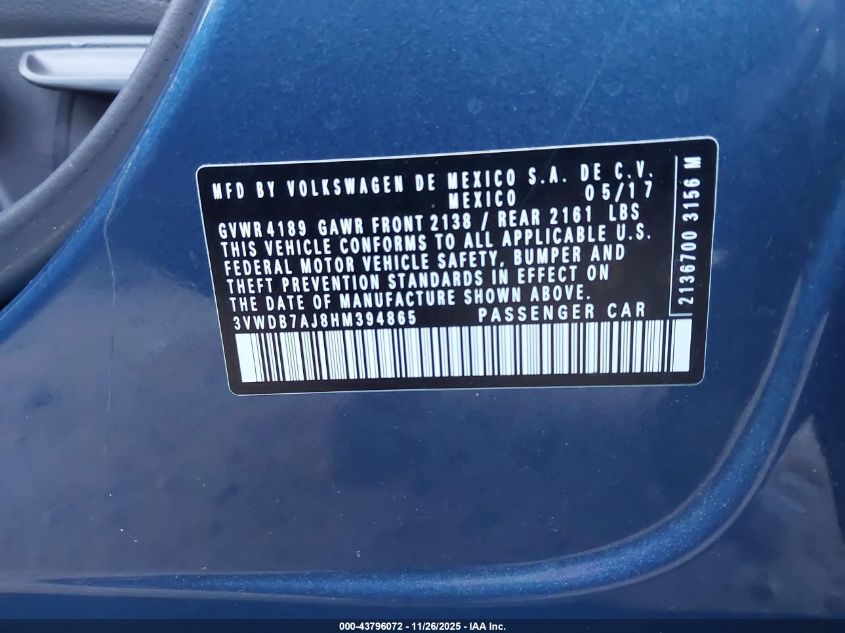 MFD BY VOLKSWAGEN DE MEXICO S.A. DE C.V.
MEXICO 05/17
GVWR 4189 GAWR FRONT 2138 / REAR 2161 LBS
THIS VEHICLE CONFORMS TO ALL APPLICABLE U.S.
FEDERAL MOTOR VEHICLE SAFETY, BUMPER AND
THEFT PREVENTION STANDARDS IN EFFECT ON
THE DATE OF MANUFACTURE SHOWN ABOVE.
3VWDB7AJ8HM394865 PASSENGER CAR
2136700 3156 M
000-43796072 - 11/26/2025 - IAA Inc.